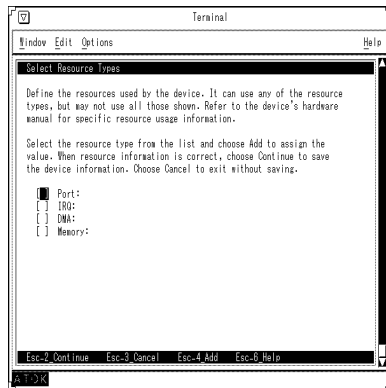 Terminal
Window Edit Options Help
Select Resource Types
Define the resources used by the device. It can use any of the resource
types, but may not use all those shown. Refer to the device's hardware
manual for specific resource usage information.
Select the resource type from the list and choose Add to assign the
value. When resource information is correct, choose Continue to save
the device information. Choose Cancel to exit without saving.
[ ] Port:
[ ] IRQ:
[ ] DMA:
[ ] Memory:
Esc-2_Continue Esc-3_Cancel Esc-4_Add Esc-6_Help
ATOK